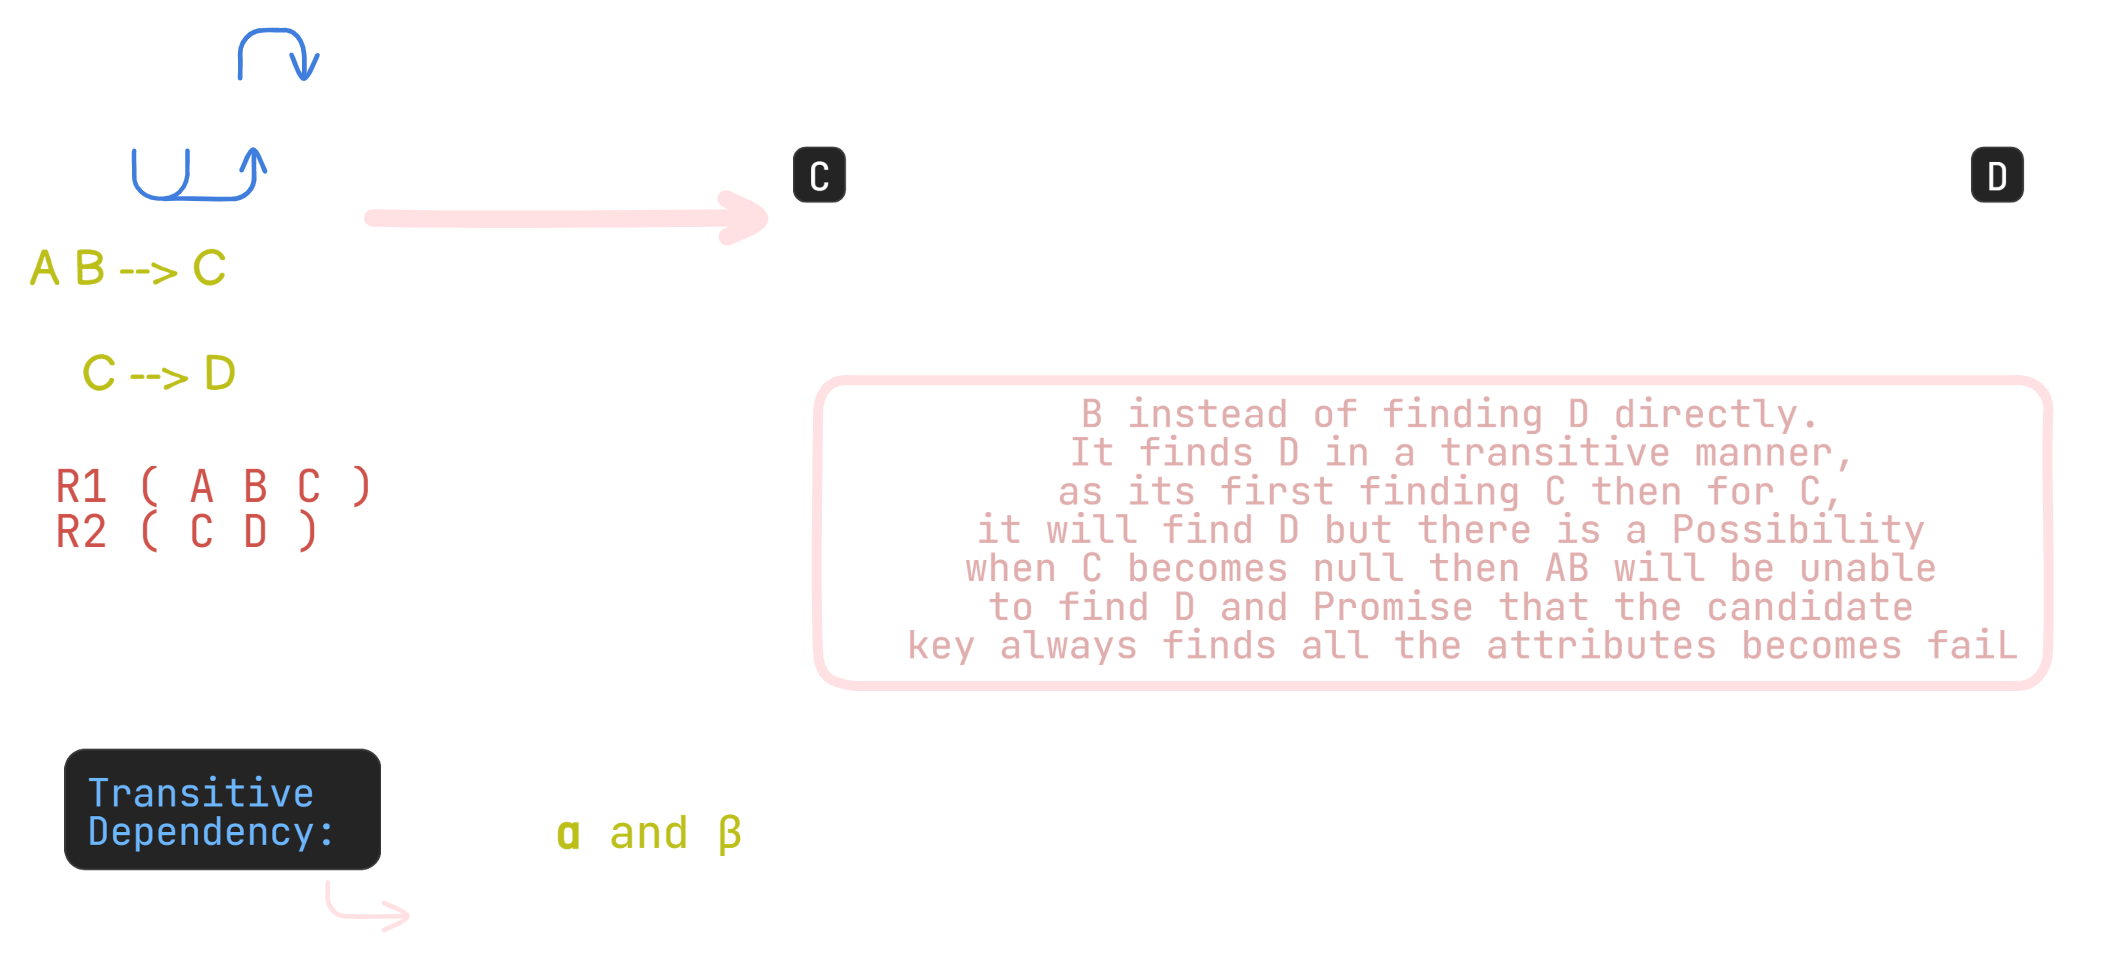 C
D
A B --> C
C --> D
R1 ( A B C )
R2 ( C D )
B instead of finding D directly.
It finds D in a transitive manner,
as its first finding C then for C,
it will find D but there is a Possibility
when C becomes null then AB will be unable
to find D and Promise that the candidate
key always finds all the attributes becomes faiL
Transitive
Dependency:
α and β